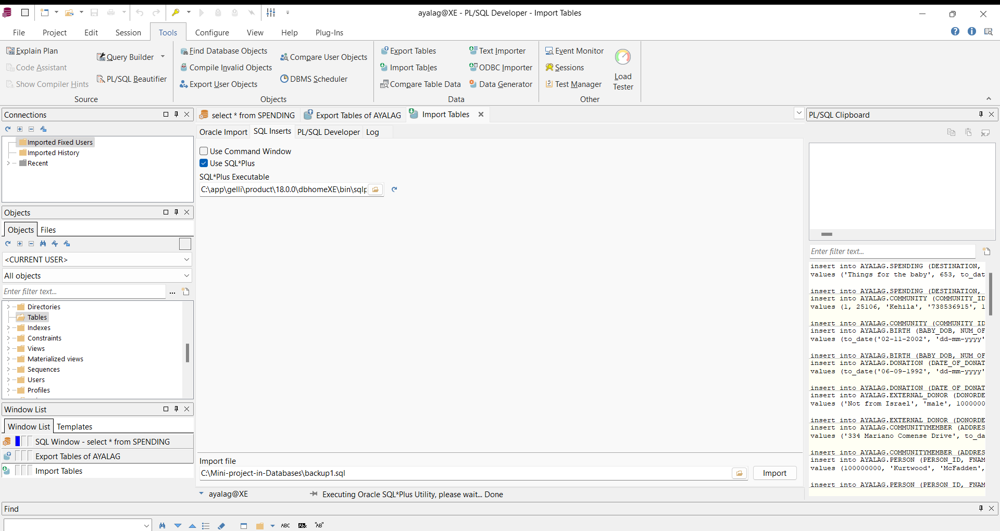 ayalag@XE - PL/SQL Developer - Import Tables
File Project Edit Session Tools Configure View Help Plug-Ins
Explain Plan
Code Assistant
Show Compiler Hints
Query Builder
PL/SQL Beautifier
Source
Find Database Objects
Compile Invalid Objects
Export User Objects
Compare User Objects
DBMS Scheduler
Objects
Export Tables
Import Tables
Compare Table Data
Text Importer
ODBC Importer
Data Generator
Data
Event Monitor
Sessions
Test Manager
Load
Tester
Other
Connections
Imported Fixed Users
Imported History
Recent
Objects
Objects Files
<CURRENT USER>
All objects
Enter filter text...
...
Directories
Tables
Indexes
Constraints
Views
Materialized views
Sequences
Users
Profiles
Window List
Window List Templates
SQL Window - select * from SPENDING
Export Tables of AYALAG
Import Tables
select * from SPENDING Export Tables of AYALAG Import Tables
Oracle Import SQL Inserts PL/SQL Developer Log
Use Command Window
Use SQL*Plus
SQL*Plus Executable
C:\app\gelli\product\18.0.0\dbhomeXE\bin\sqlp
Import file
C:\Mini-project-in-Databases\backup1.sql
Import
ayalag@XE Executing Oracle SQL*Plus Utility, please wait... Done
PL/SQL Clipboard
Enter filter text...
insert into AYALAG.SPENDING (DESTINATION,
values ('Things for the baby', 653, to_dat
insert into AYALAG.SPENDING (DESTINATION,
insert into AYALAG.COMMUNITY (COMMUNITY_ID
values (1, 25106, 'Kehila', '738536915', 1
insert into AYALAG.COMMUNITY (COMMUNITY_ID
insert into AYALAG.BIRTH (BABY_DOB, NUM_OF
values (to_date('02-11-2002', 'dd-mm-yyyy'
insert into AYALAG.BIRTH (BABY_DOB, NUM_OF
insert into AYALAG.DONATION (DATE_OF_DONAT
values (to_date('06-09-1992', 'dd-mm-yyyy'
insert into AYALAG.DONATION (DATE_OF_DONAT
insert into AYALAG.EXTERNAL_DONOR (DONORDE
values ('Not from Israel', 'male', 1000000
insert into AYALAG.EXTERNAL_DONOR (DONORDE
insert into AYALAG.COMMUNITYMEMBER (ADDRES
values ('334 Mariano Comense Drive', to_da
insert into AYALAG.COMMUNITYMEMBER (ADDRES
insert into AYALAG.PERSON (PERSON_ID, FNAM
values (100000000, 'Kurtwood', 'McFadden',
insert into AYALAG.PERSON (PERSON_ID, FNAM
Find
ABC "AB"